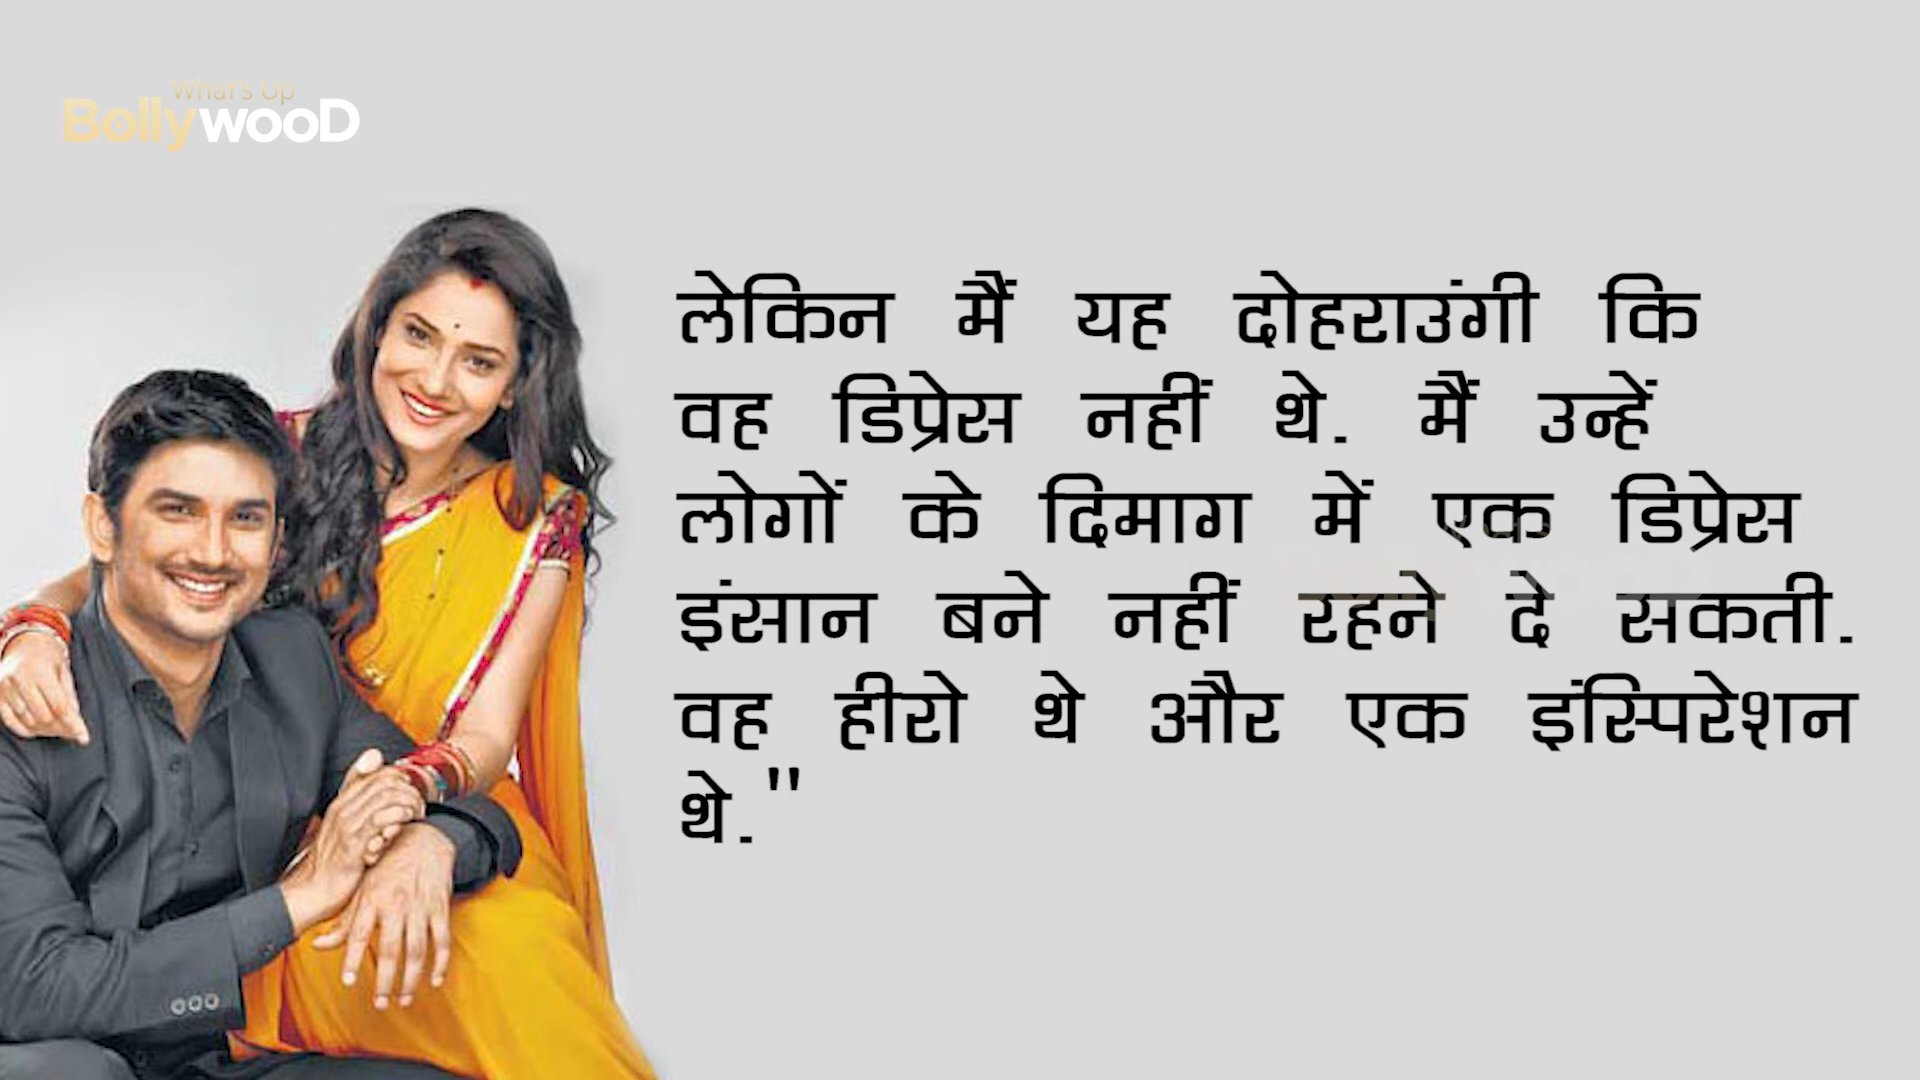 What's Up
BollywooD
लेकिन मैं यह दोहराउंगी कि
वह डिप्रेस नहीं थे. मैं उन्हें
लोगों के दिमाग में एक डिप्रेस
इंसान बने नहीं रहने दे सकती.
वह हीरो थे और एक इंस्पिरेशन
थे."